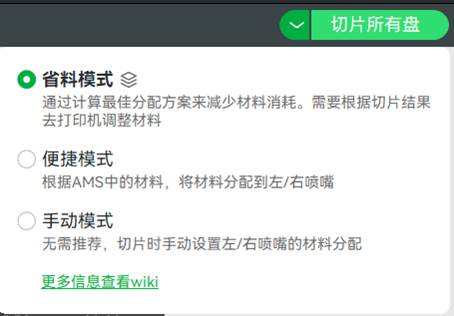 切片所有盘
省料模式
通过计算最佳分配方案来减少材料消耗。需要根据切片结果
去打印机调整材料
便捷模式
根据AMS中的材料，将材料分配到左/右喷嘴
手动模式
无需推荐，切片时手动设置左/右喷嘴的材料分配
更多信息查看wiki